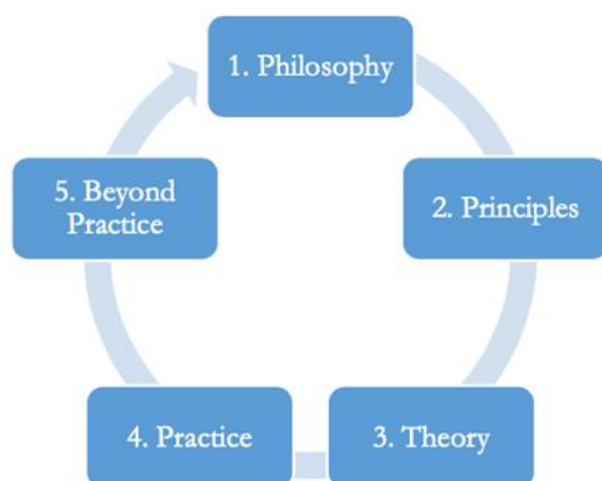 1. Philosophy
2. Principles
3. Theory
4. Practice
5. Beyond
Practice